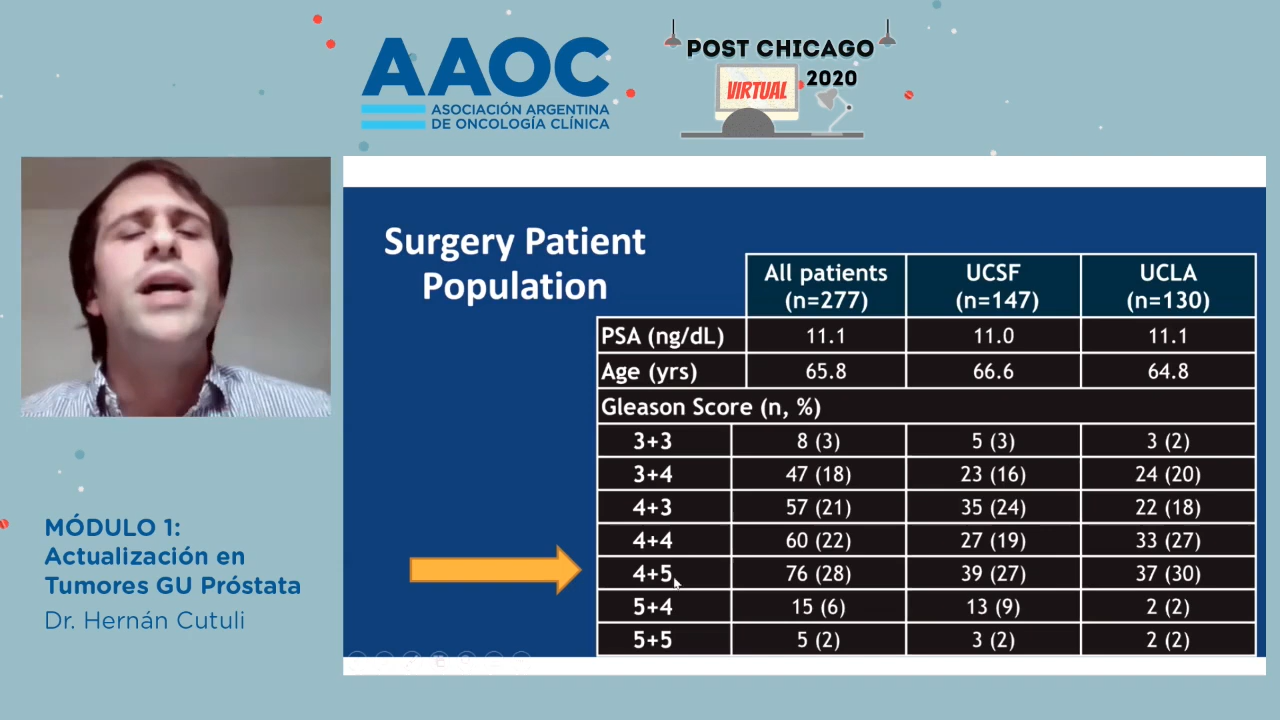 AAOC
ASOCIACIÓN ARGENTINA
DE ONCOLOGÍA CLÍNICA
POST CHICAGO
2020
VIRTUAL
Surgery Patient
Population
All patients UCSF UCLA
(n=277) (n=147) (n=130)
PSA (ng/dL) 11.1 11.0 11.1
Age (yrs) 65.8 66.6 64.8
Gleason Score (n, %)
3+3 8 (3) 5 (3) 3 (2)
3+4 47 (18) 23 (16) 24 (20)
4+3 57 (21) 35 (24) 22 (18)
4+4 60 (22) 27 (19) 33 (27)
4+5 76 (28) 39 (27) 37 (30)
5+4 15 (6) 13 (9) 2 (2)
5+5 5 (2) 3 (2) 2 (2)
MÓDULO 1:
Actualización en
Tumores GU Próstata
Dr. Hernán Cutuli